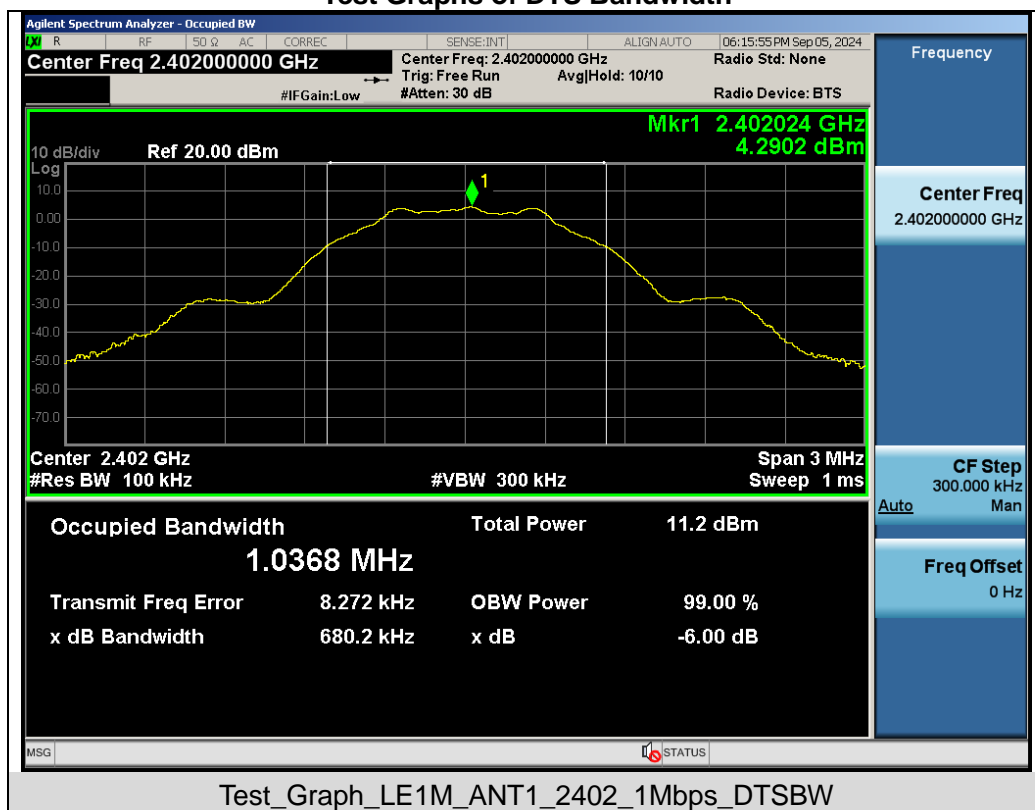 Test Graphs of DTS Bandwidth
Agilent Spectrum Analyzer - Occupied BW
LXI R RF 50 Ω AC CORREC SENSE:INT ALIGN AUTO 06:15:55 PM Sep 05, 2024
Center Freq 2.402000000 GHz
Center Freq: 2.402000000 GHz
Radio Std: None
Trig: Free Run Avg|Hold: 10/10
#IFGain:Low #Atten: 30 dB Radio Device: BTS
Mkr1 2.402024 GHz
4.2902 dBm
10 dB/div Ref 20.00 dBm
Log
10.0
0.00
-10.0
-20.0
-30.0
-40.0
-50.0
-60.0
-70.0
1
Center 2.402 GHz Span 3 MHz
#Res BW 100 kHz #VBW 300 kHz Sweep 1 ms
Occupied Bandwidth Total Power 11.2 dBm
1.0368 MHz
Transmit Freq Error 8.272 kHz OBW Power 99.00 %
x dB Bandwidth 680.2 kHz x dB -6.00 dB
Frequency
Center Freq
2.402000000 GHz
CF Step
300.000 kHz
Auto Man
Freq Offset
0 Hz
MSG STATUS
Test_Graph_LE1M_ANT1_2402_1Mbps_DTSBW